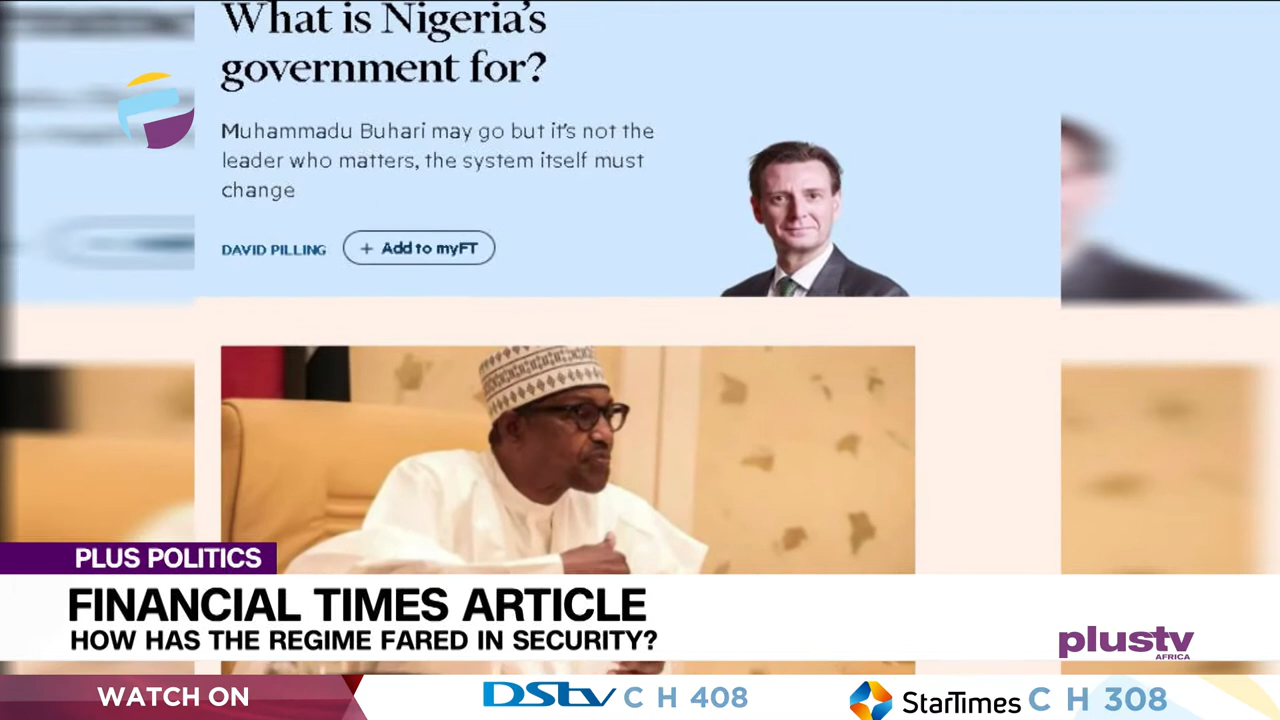 What is Nigeria's
government for?
Muhammadu Buhari may go but it's not the
leader who matters, the system itself must
change
DAVID PILLING
+ Add to myFT
PLUS POLITICS
FINANCIAL TIMES ARTICLE
HOW HAS THE REGIME FARED IN SECURITY?
plustv
AFRICA
WATCH ON
DStv CH 408
StarTimes CH 308